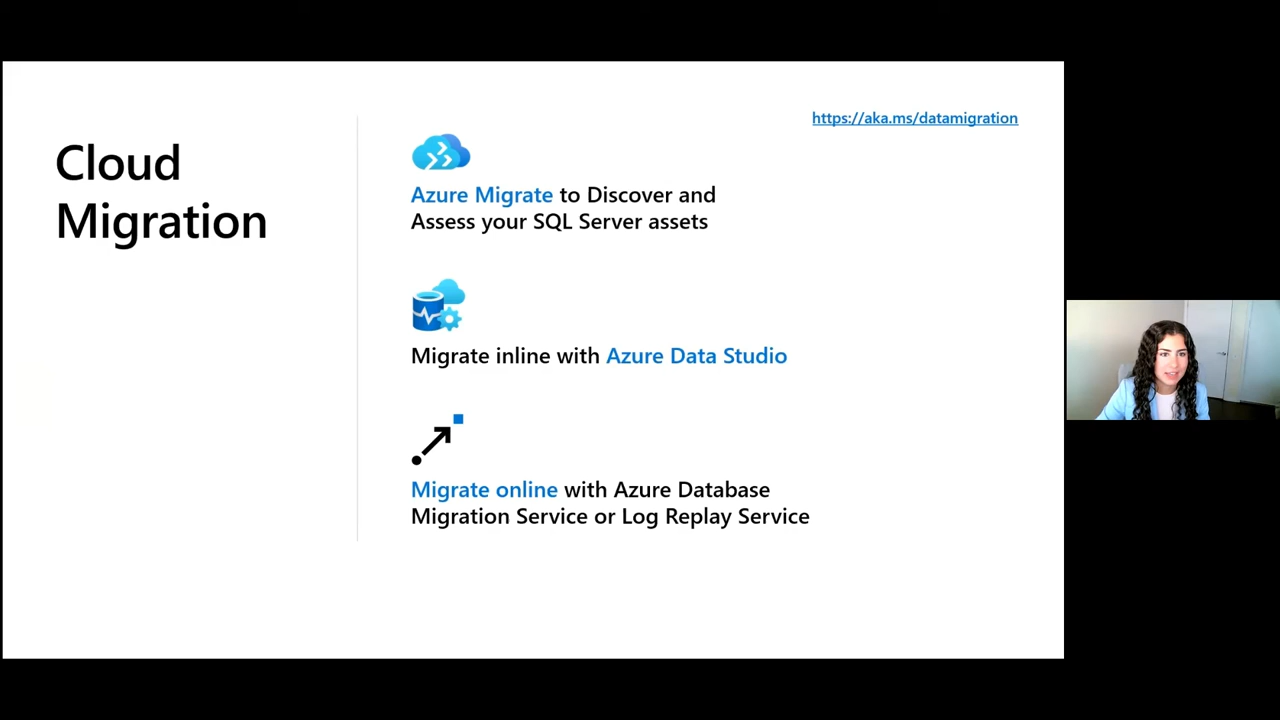 Cloud
Migration
https://aka.ms/datamigration
Azure Migrate to Discover and
Assess your SQL Server assets
Migrate inline with Azure Data Studio
Migrate online with Azure Database
Migration Service or Log Replay Service